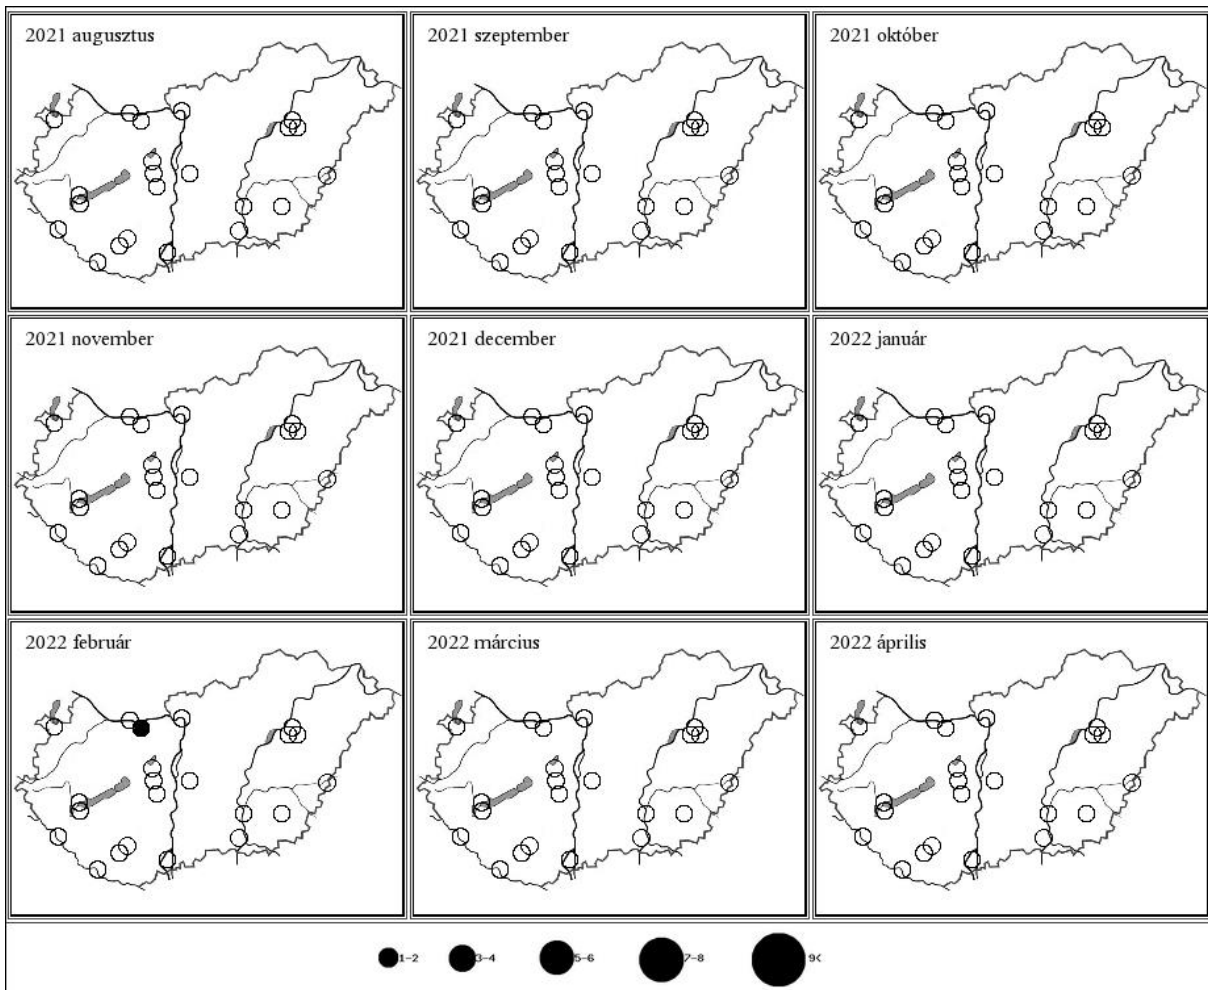 2021 augusztus
2021 szeptember
2021 október
2021 november
2021 december
2022 január
2022 február
2022 március
2022 április
1-2 3-4 5-6 7-8 9<